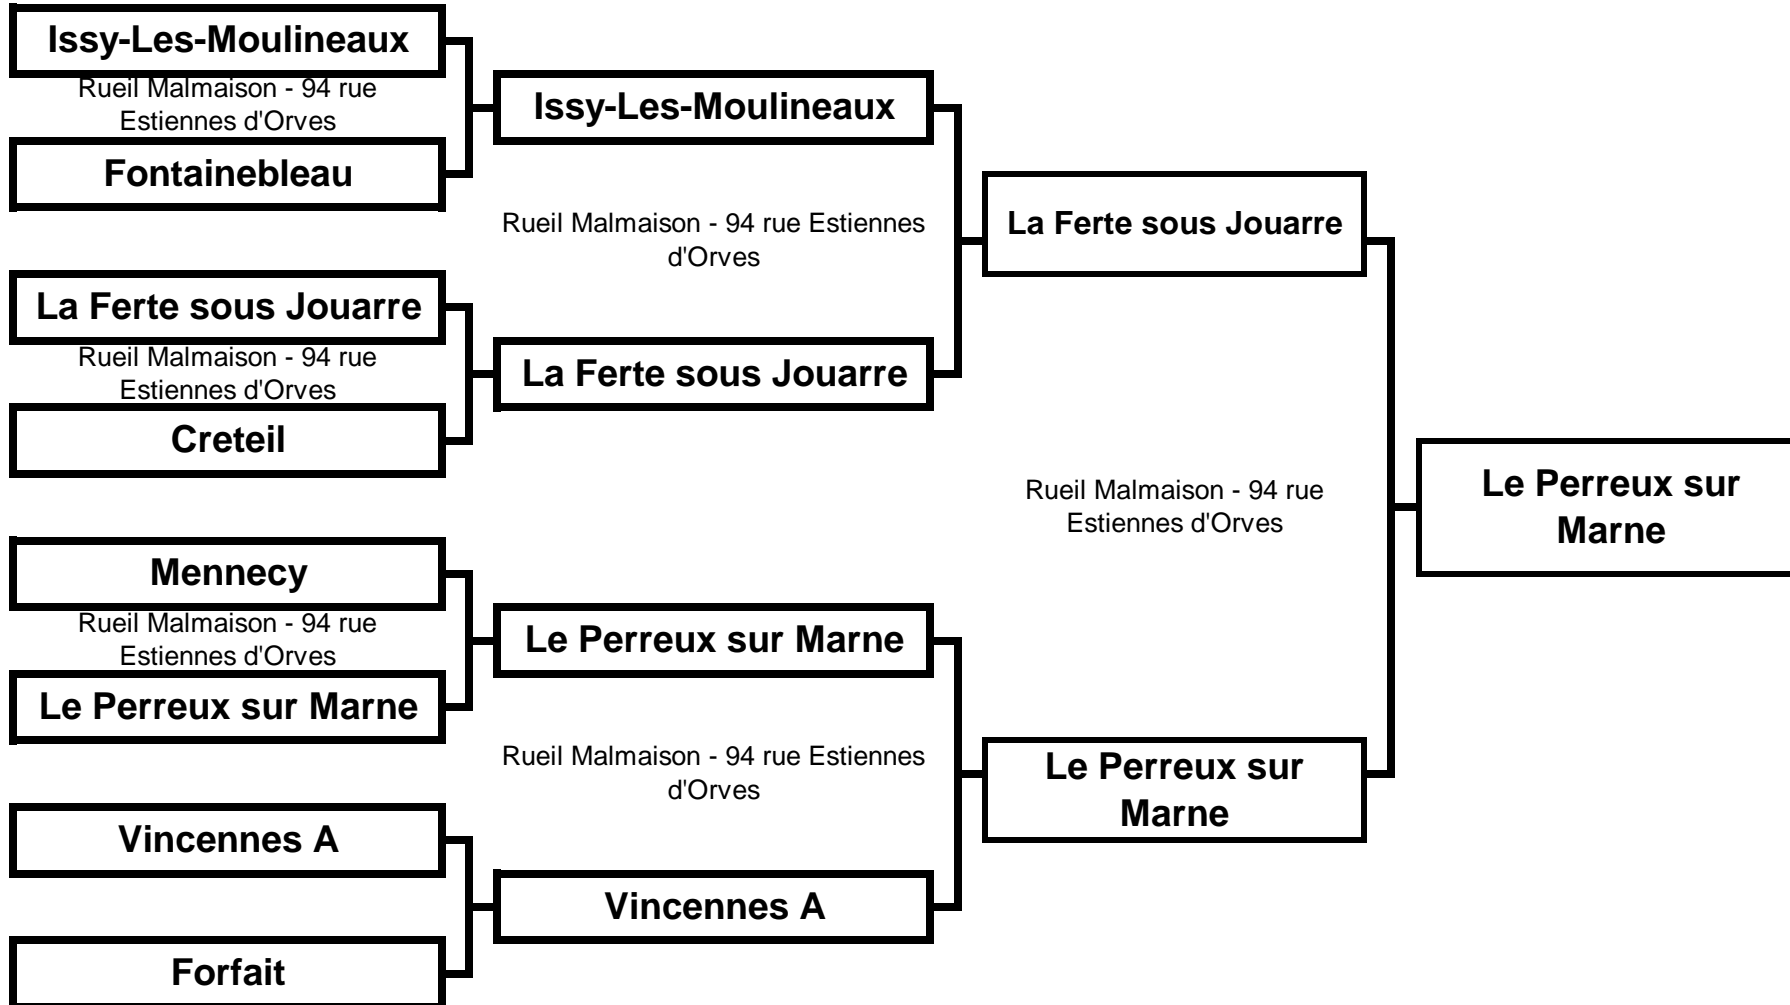 Issy-Les-Moulineaux
Rueil Malmaison - 94 rue
Estiennes d'Orves
Fontainebleau
La Ferte sous Jouarre
Rueil Malmaison - 94 rue
Estiennes d'Orves
Creteil
Mennecy
Rueil Malmaison - 94 rue
Estiennes d'Orves
Le Perreux sur Marne
Vincennes A
Forfait
Issy-Les-Moulineaux
Rueil Malmaison - 94 rue Estiennes
d'Orves
La Ferte sous Jouarre
Le Perreux sur Marne
Rueil Malmaison - 94 rue Estiennes
d'Orves
Vincennes A
La Ferte sous Jouarre
Rueil Malmaison - 94 rue
Estiennes d'Orves
Le Perreux sur
Marne
Le Perreux sur
Marne